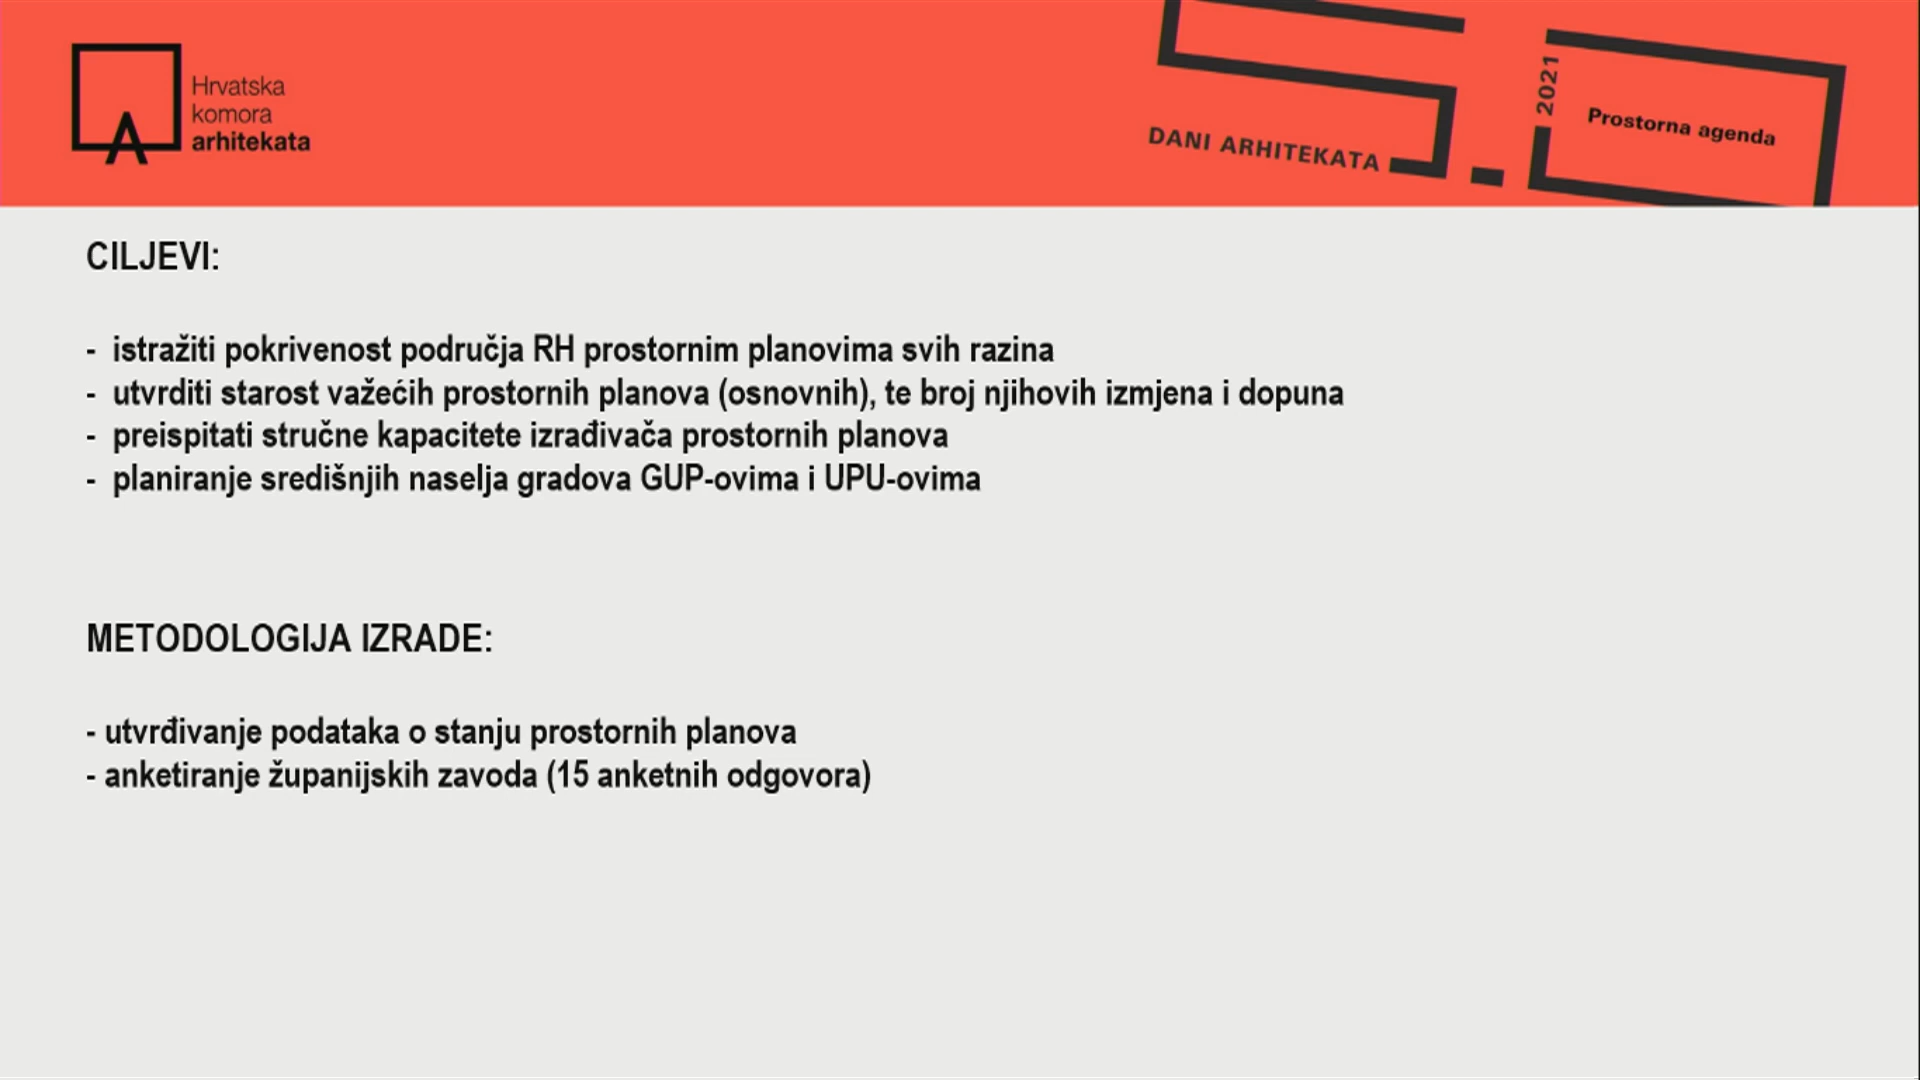 Hrvatska
komora
arhitekata
DANI ARHITEKATA
2021
Prostorna agenda
CILJEVI:
- istražiti pokrivenost područja RH prostornim planovima svih razina
- utvrditi starost važećih prostornih planova (osnovnih), te broj njihovih izmjena i dopuna
- preispitati stručne kapacitete izrađivača prostornih planova
- planiranje središnjih naselja gradova GUP-ovima i UPU-ovima
METODOLOGIJA IZRADE:
- utvrđivanje podataka o stanju prostornih planova
- anketiranje županijskih zavoda (15 anketnih odgovora)